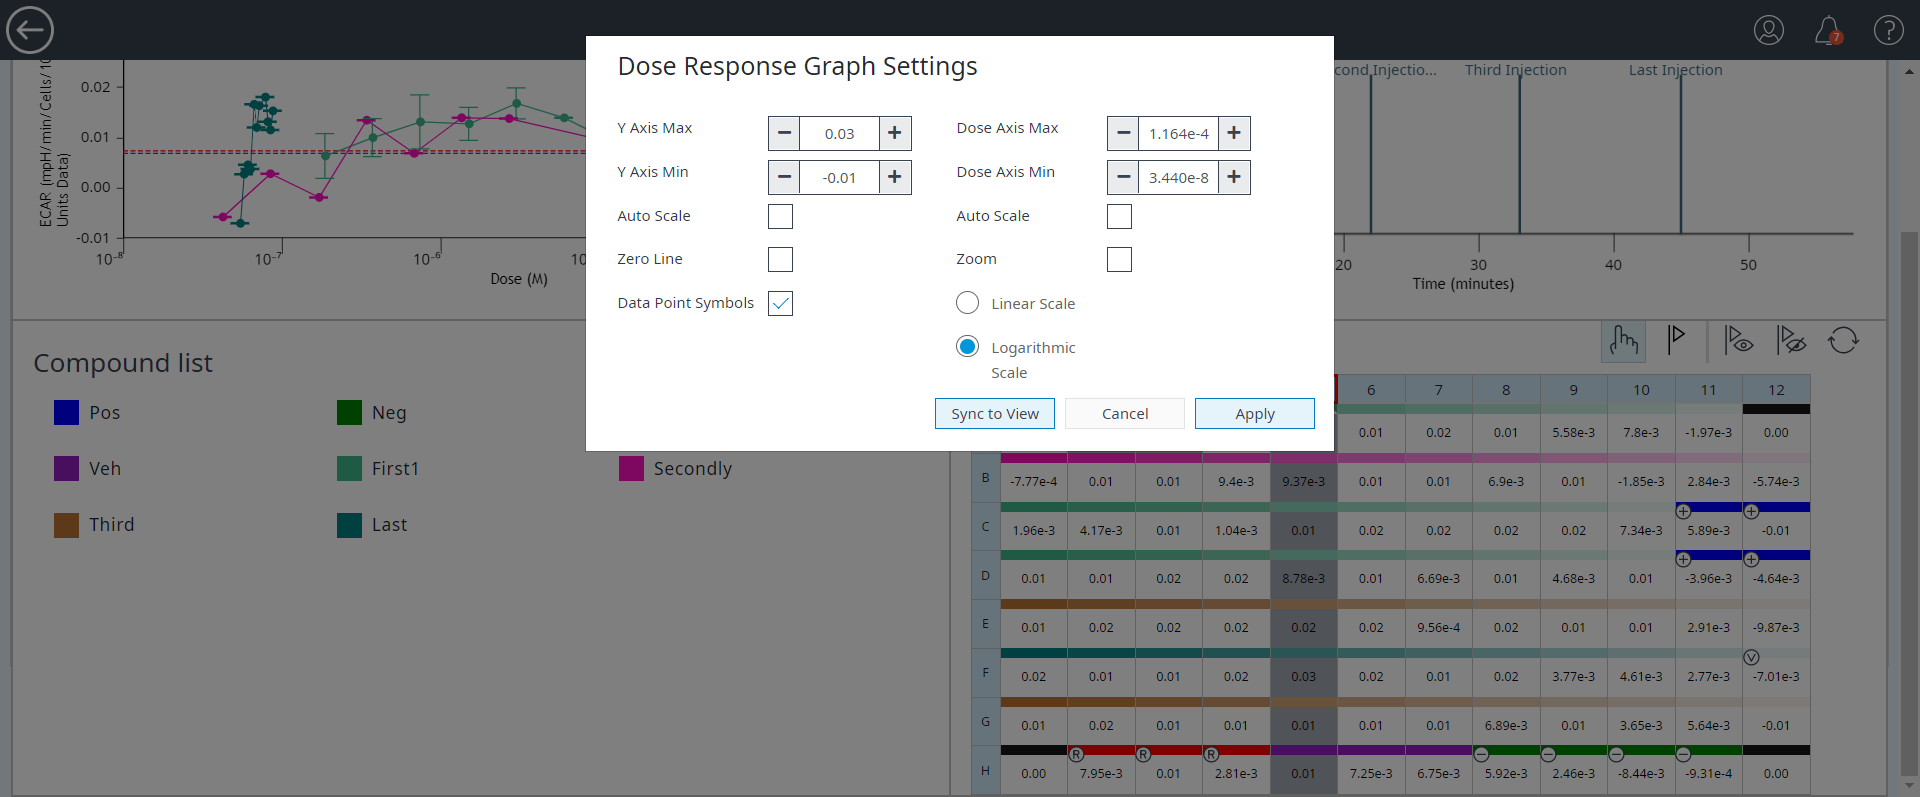 7
ECAR (mpH/min/Cells/10
Units Data)
0.02
0.01
0.00
-0.01
10⁻⁸
10⁻⁷
10⁻⁶
10
Dose (M)
Dose Response Graph Settings
Y Axis Max
0.03
Dose Axis Max
1.164e-4
Y Axis Min
-0.01
Dose Axis Min
3.440e-8
Auto Scale
Auto Scale
Zero Line
Zoom
Data Point Symbols
Linear Scale
Logarithmic
Scale
Sync to View
Cancel
Apply
cond Injectio...
Third Injection
Last Injection
20
30
40
50
Time (minutes)
Compound list
Pos
Neg
Veh
First1
Secondly
Third
Last
6 7 8 9 10 11 12
0.01 0.02 0.01 5.58e-3 7.8e-3 -1.97e-3 0.00
B -7.77e-4 0.01 0.01 9.4e-3 9.37e-3 0.01 0.01 6.9e-3 0.01 -1.85e-3 2.84e-3 -5.74e-3
C 1.96e-3 4.17e-3 0.01 1.04e-3 0.01 0.02 0.02 0.02 0.02 7.34e-3 5.89e-3 -0.01
D 0.01 0.01 0.02 0.02 8.78e-3 0.01 6.69e-3 0.01 4.68e-3 0.01 -3.96e-3 -4.64e-3
E 0.01 0.02 0.02 0.02 0.02 0.02 9.56e-4 0.02 0.01 0.01 2.91e-3 -9.87e-3
V
F 0.02 0.01 0.01 0.02 0.03 0.02 0.01 0.02 3.77e-3 4.61e-3 2.77e-3 -7.01e-3
G 0.01 0.02 0.01 0.01 0.01 0.01 0.01 6.89e-3 0.01 3.65e-3 5.64e-3 -0.01
R R R
H 0.00 7.95e-3 0.01 2.81e-3 0.01 7.25e-3 6.75e-3 5.92e-3 2.46e-3 -8.44e-3 -9.31e-4 0.00